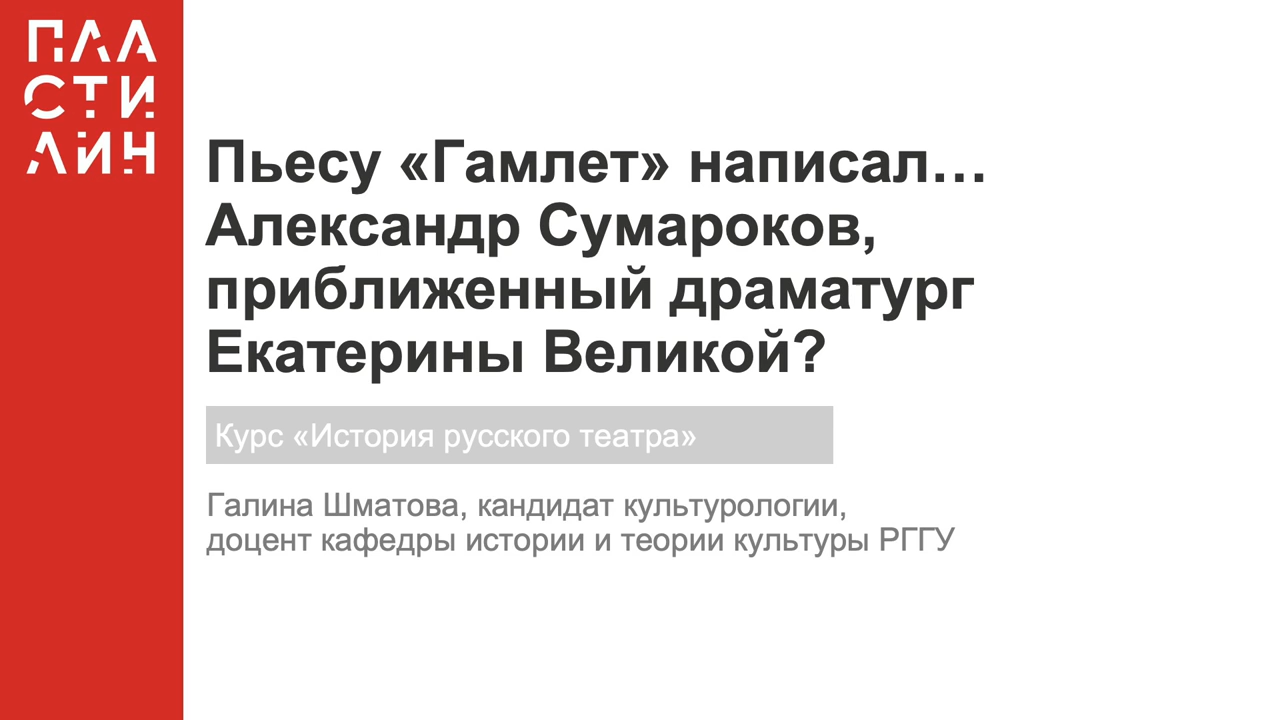 ПЛА
СТИ
ЛИН
Пьесу «Гамлет» написал…
Александр Сумароков,
приближенный драматург
Екатерины Великой?
Курс «История русского театра»
Галина Шматова, кандидат культурологии,
доцент кафедры истории и теории культуры РГГУ